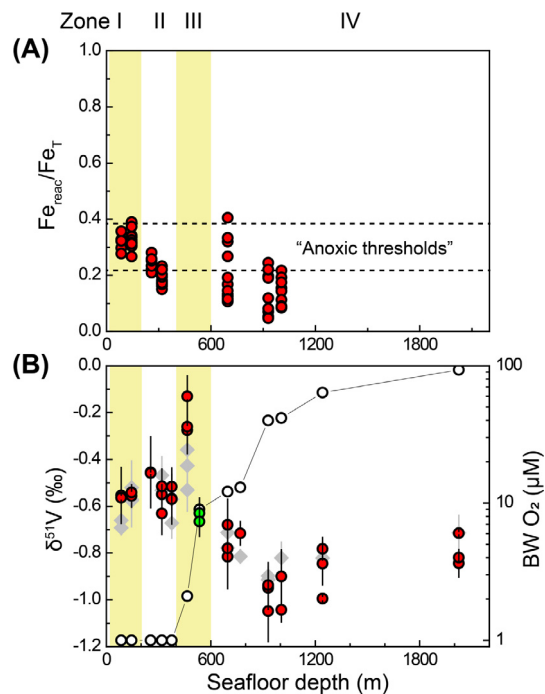 Zone I II III IV
(A)
1.0
0.8
0.6
0.4
0.2
0.0
Fe_reac/Fe_T
"Anoxic thresholds"
0 600 1200 1800
(B)
0.0
-0.2
-0.4
-0.6
-0.8
-1.0
-1.2
δ⁵¹V (‰)
100
10
1
BW O₂ (µM)
0 600 1200 1800
Seafloor depth (m)